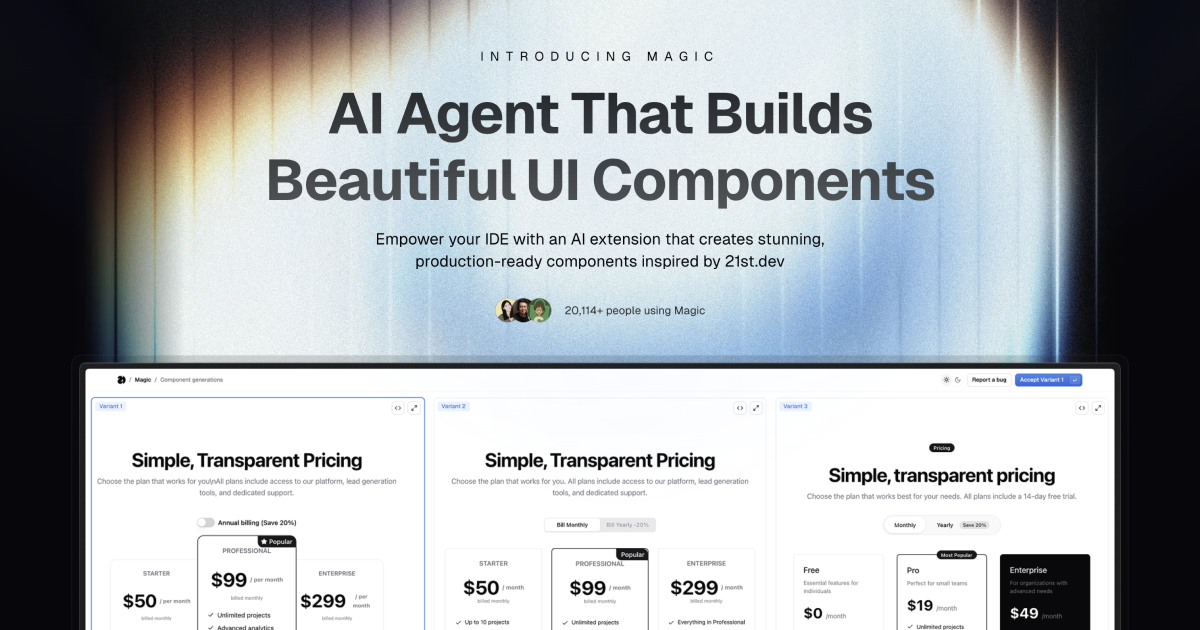 INTRODUCING MAGIC
AI Agent That Builds
Beautiful UI Components
Empower your IDE with an AI extension that creates stunning,
production-ready components inspired by 21st.dev
20,114+ people using Magic
/ Magic / Component generations
Report a bug
Accept Variant 1
Variant 1
Simple, Transparent Pricing
Choose the plan that works for you\nAll plans include access to our platform, lead generation
tools, and dedicated support.
Annual billing (Save 20%)
STARTER
$50 / per month
billed monthly
Popular
PROFESSIONAL
$99 / per month
billed monthly
Unlimited projects
Advanced analytics
ENTERPRISE
$299 / per
month
billed monthly
Variant 2
Simple, Transparent Pricing
Choose the plan that works for you. All plans include access to our platform, lead generation
tools, and dedicated support.
Bill Monthly
Bill Yearly -20%
STARTER
$50 / month
billed monthly
Up to 10 projects
Popular
PROFESSIONAL
$99 / month
billed monthly
Unlimited projects
ENTERPRISE
$299 / month
billed monthly
Everything in Professional
Variant 3
Pricing
Simple, transparent pricing
Choose the plan that works best for your needs. All plans include a 14-day free trial.
Monthly
Yearly Save 20%
Free
Essential features for
individuals
$0 /month
Most Popular
Pro
Perfect for small teams
$19 /month
Unlimited projects
Enterprise
For organizations with
advanced needs
$49 /month